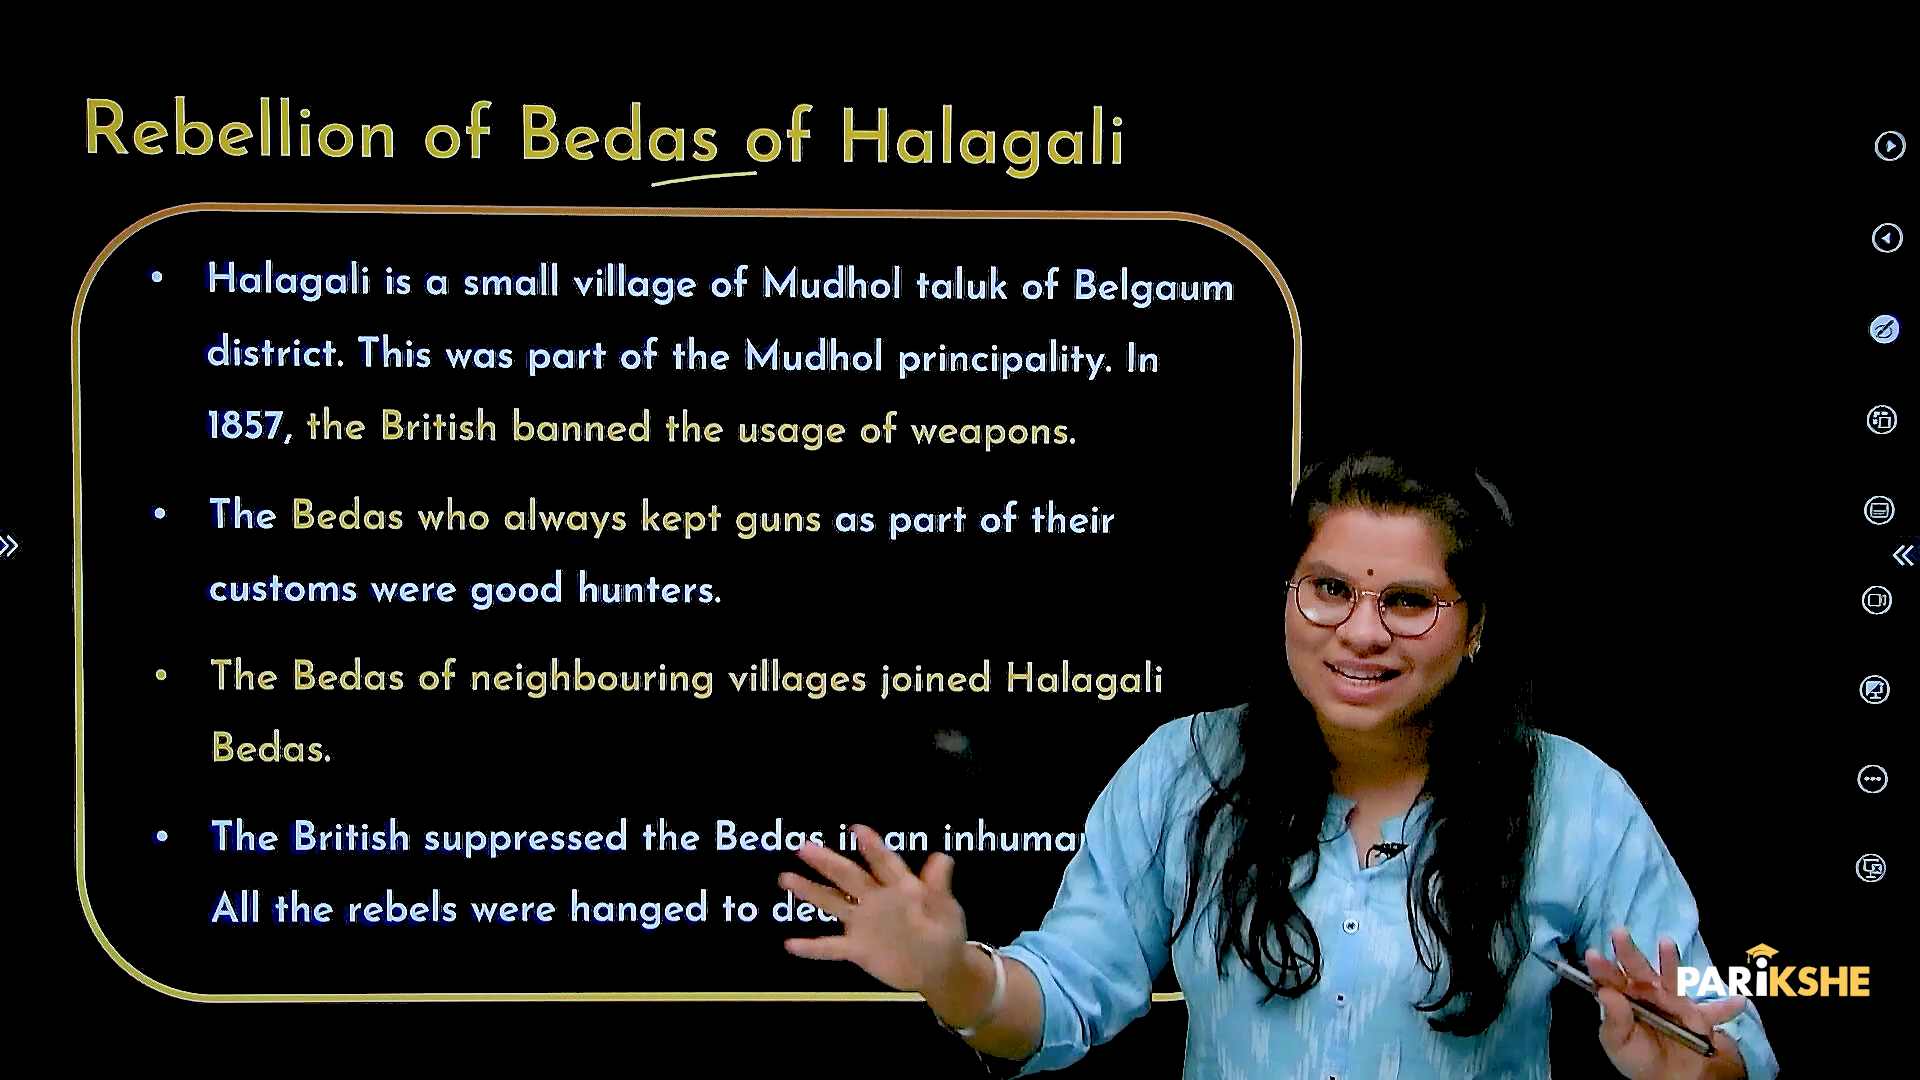 Rebellion of Bedas of Halagali
• Halagali is a small village of Mudhol taluk of Belgaum
district. This was part of the Mudhol principality. In
1857, the British banned the usage of weapons.
• The Bedas who always kept guns as part of their
customs were good hunters.
• The Bedas of neighbouring villages joined Halagali
Bedas.
• The British suppressed the Bedas in an
All the rebels were hanged to
PARIKSHE